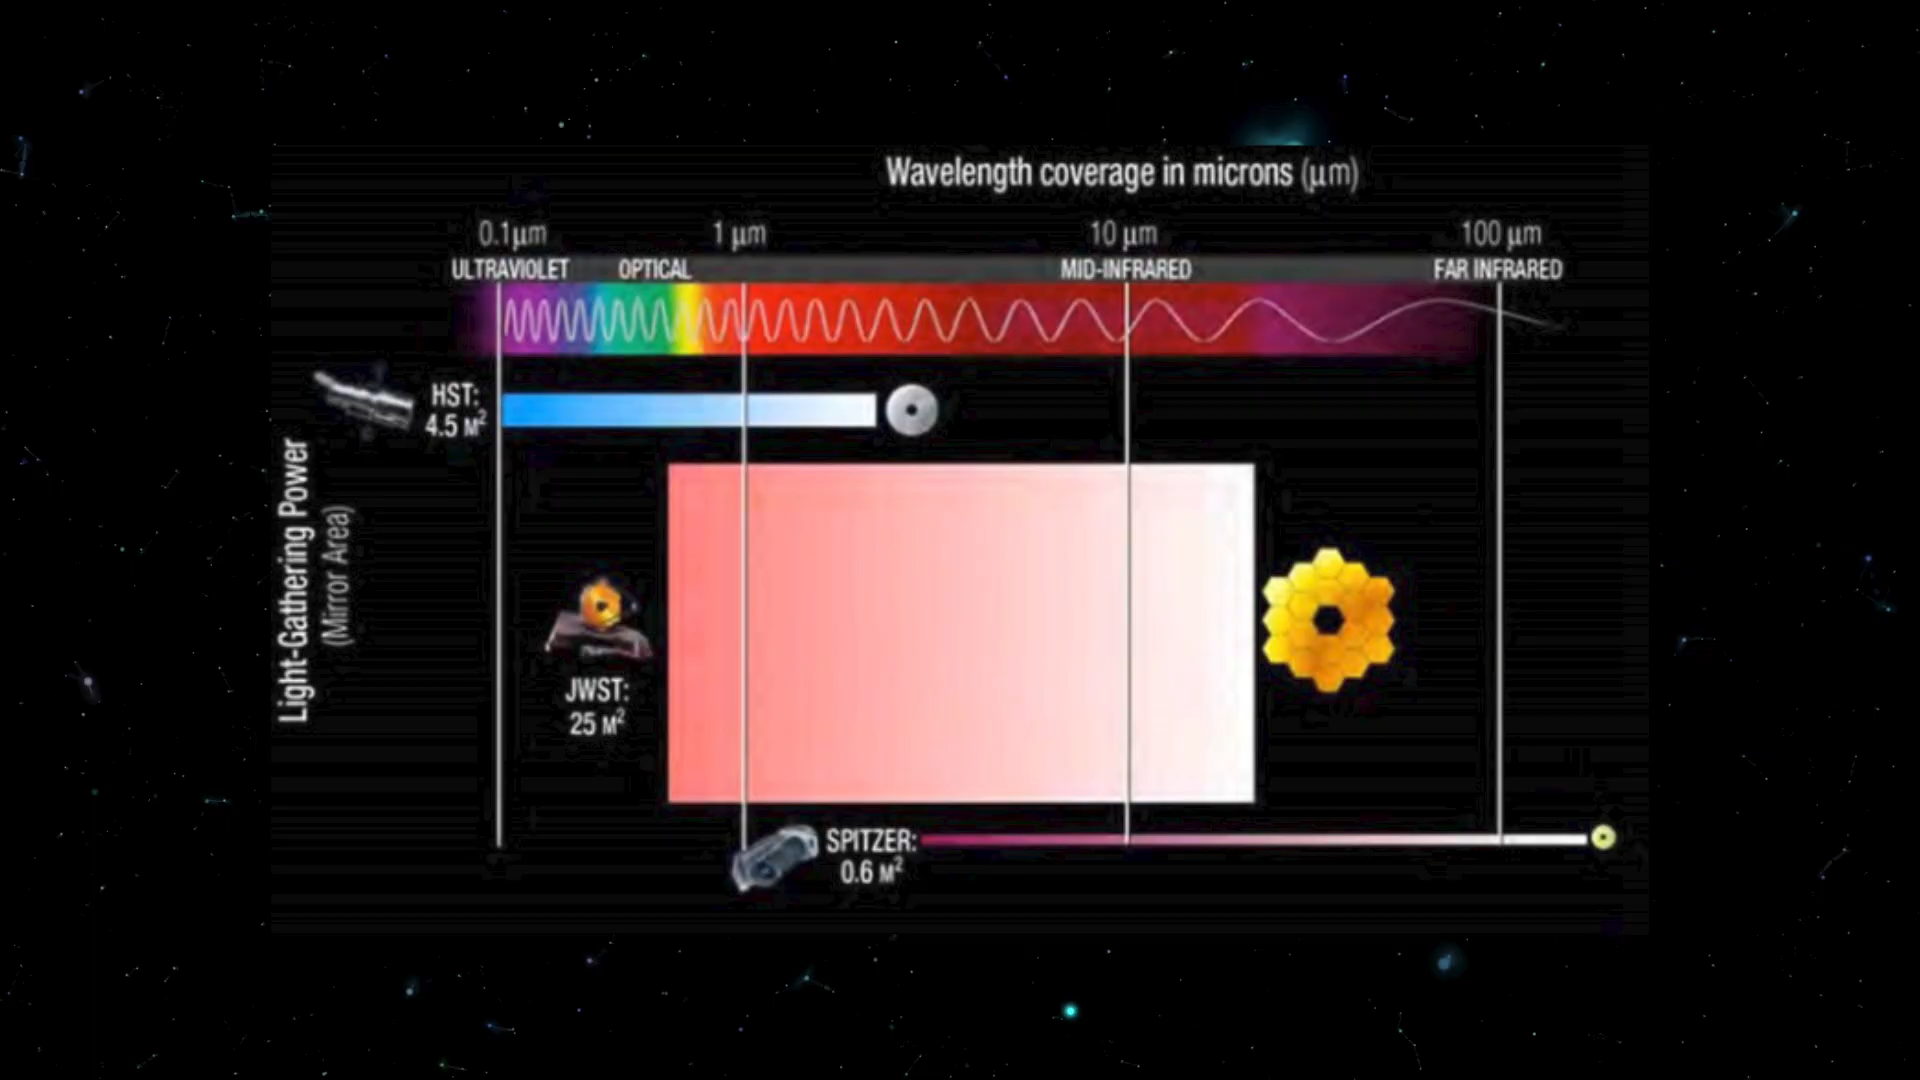 Wavelength coverage in microns (µm)
0.1µm 1 µm 10 µm 100 µm
ULTRAVIOLET OPTICAL MID-INFRARED FAR INFRARED
HST:
4.5 M²
Light-Gathering Power
(Mirror Area)
JWST:
25 M²
SPITZER:
0.6 M²